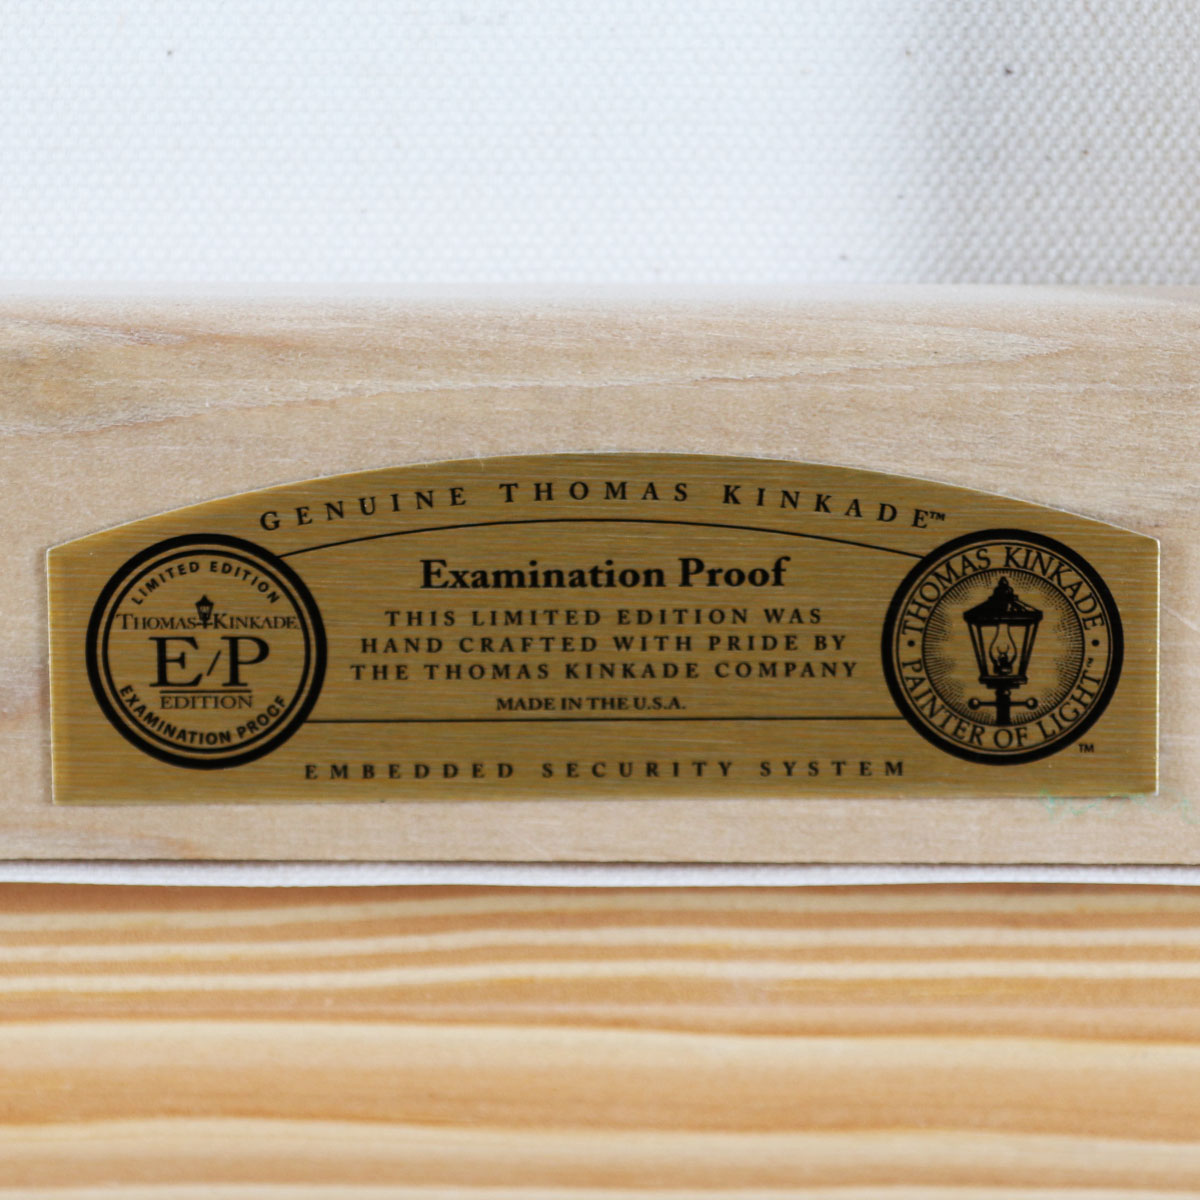 GENUINE THOMAS KINKADE™
LIMITED EDITION
THOMAS KINKADE
E/P
EDITION
EXAMINATION PROOF
Examination Proof
THIS LIMITED EDITION WAS
HAND CRAFTED WITH PRIDE BY
THE THOMAS KINKADE COMPANY
MADE IN THE U.S.A.
THOMAS KINKADE
• PAINTER OF LIGHT™ •
TM
EMBEDDED SECURITY SYSTEM